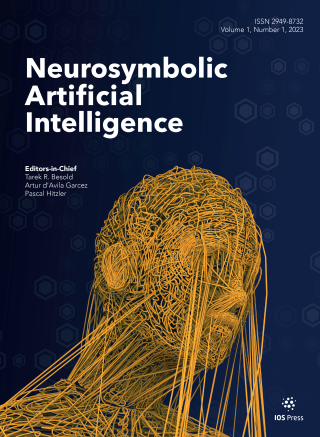 ISSN 2949-8732
Volume 1, Number 1, 2023
Neurosymbolic
Artificial
Intelligence
Editors-in-Chief
Tarek R. Besold
Artur d'Avila Garcez
Pascal Hitzler
IOS Press